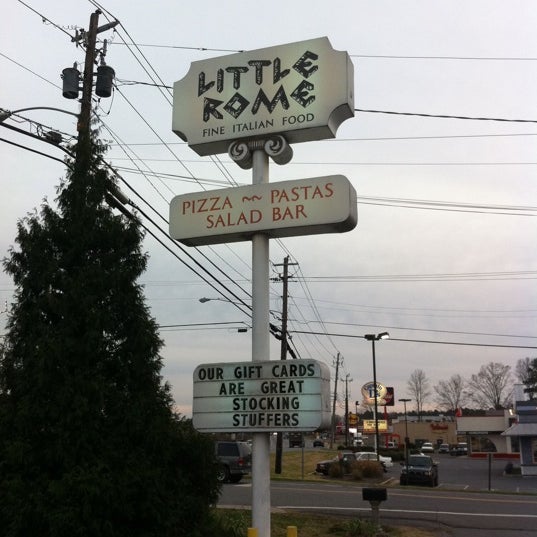 LITTLE
ROME
FINE ITALIAN FOOD
PIZZA ~~ PASTAS
SALAD BAR
OUR GIFT CARDS
ARE GREAT
STOCKING
STUFFERS